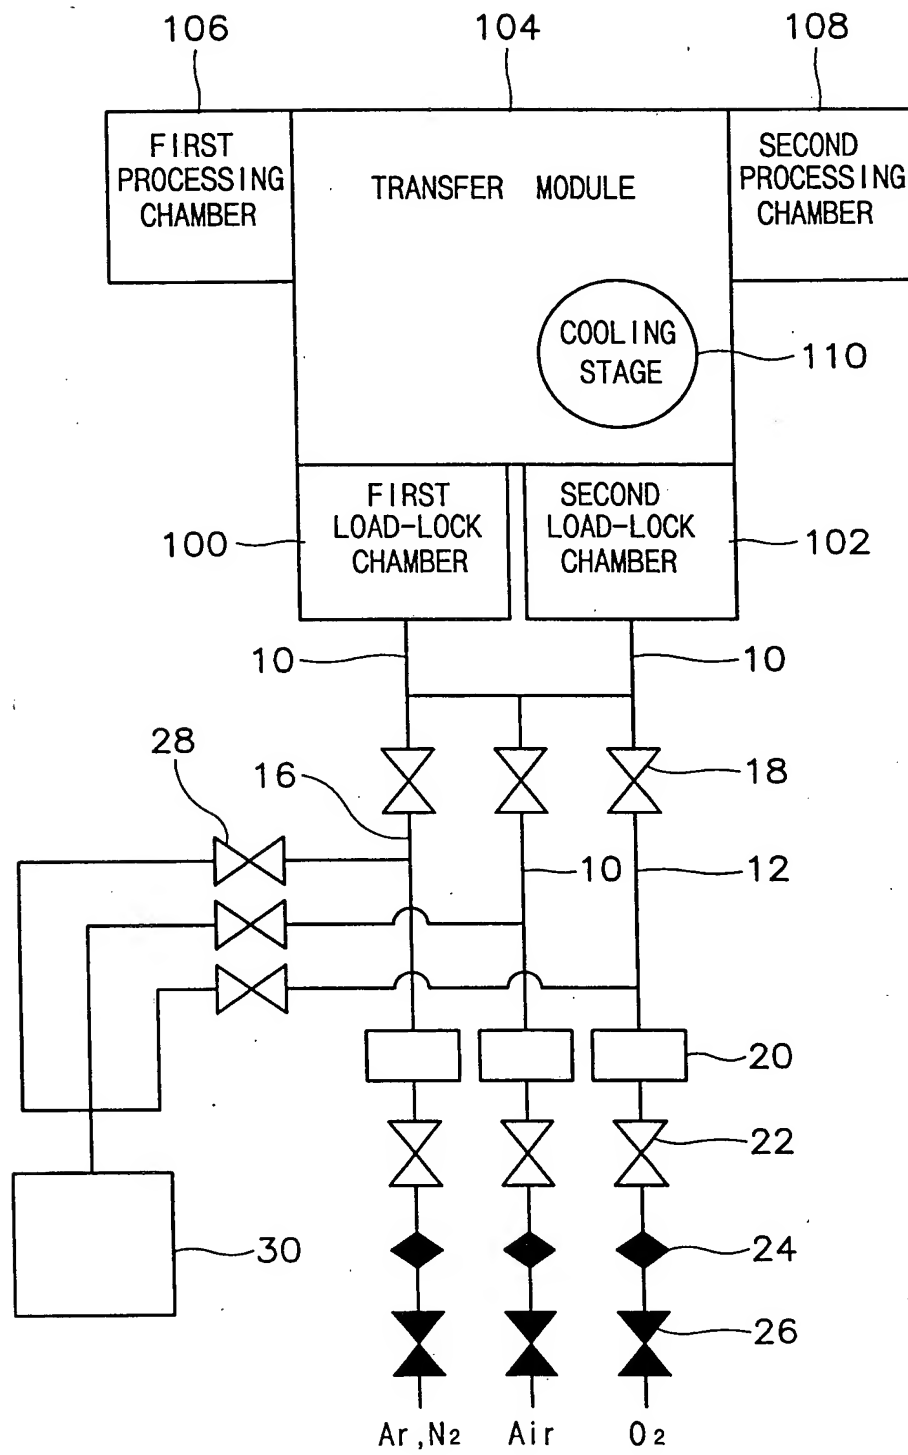 106
104
108
FIRST
PROCESSING
CHAMBER
TRANSFER MODULE
SECOND
PROCESSING
CHAMBER
COOLING
STAGE
110
FIRST
LOAD-LOCK
CHAMBER
SECOND
LOAD-LOCK
CHAMBER
100
102
10
10
28
16
18
10
12
20
22
30
24
26
Ar,N2
Air
O2